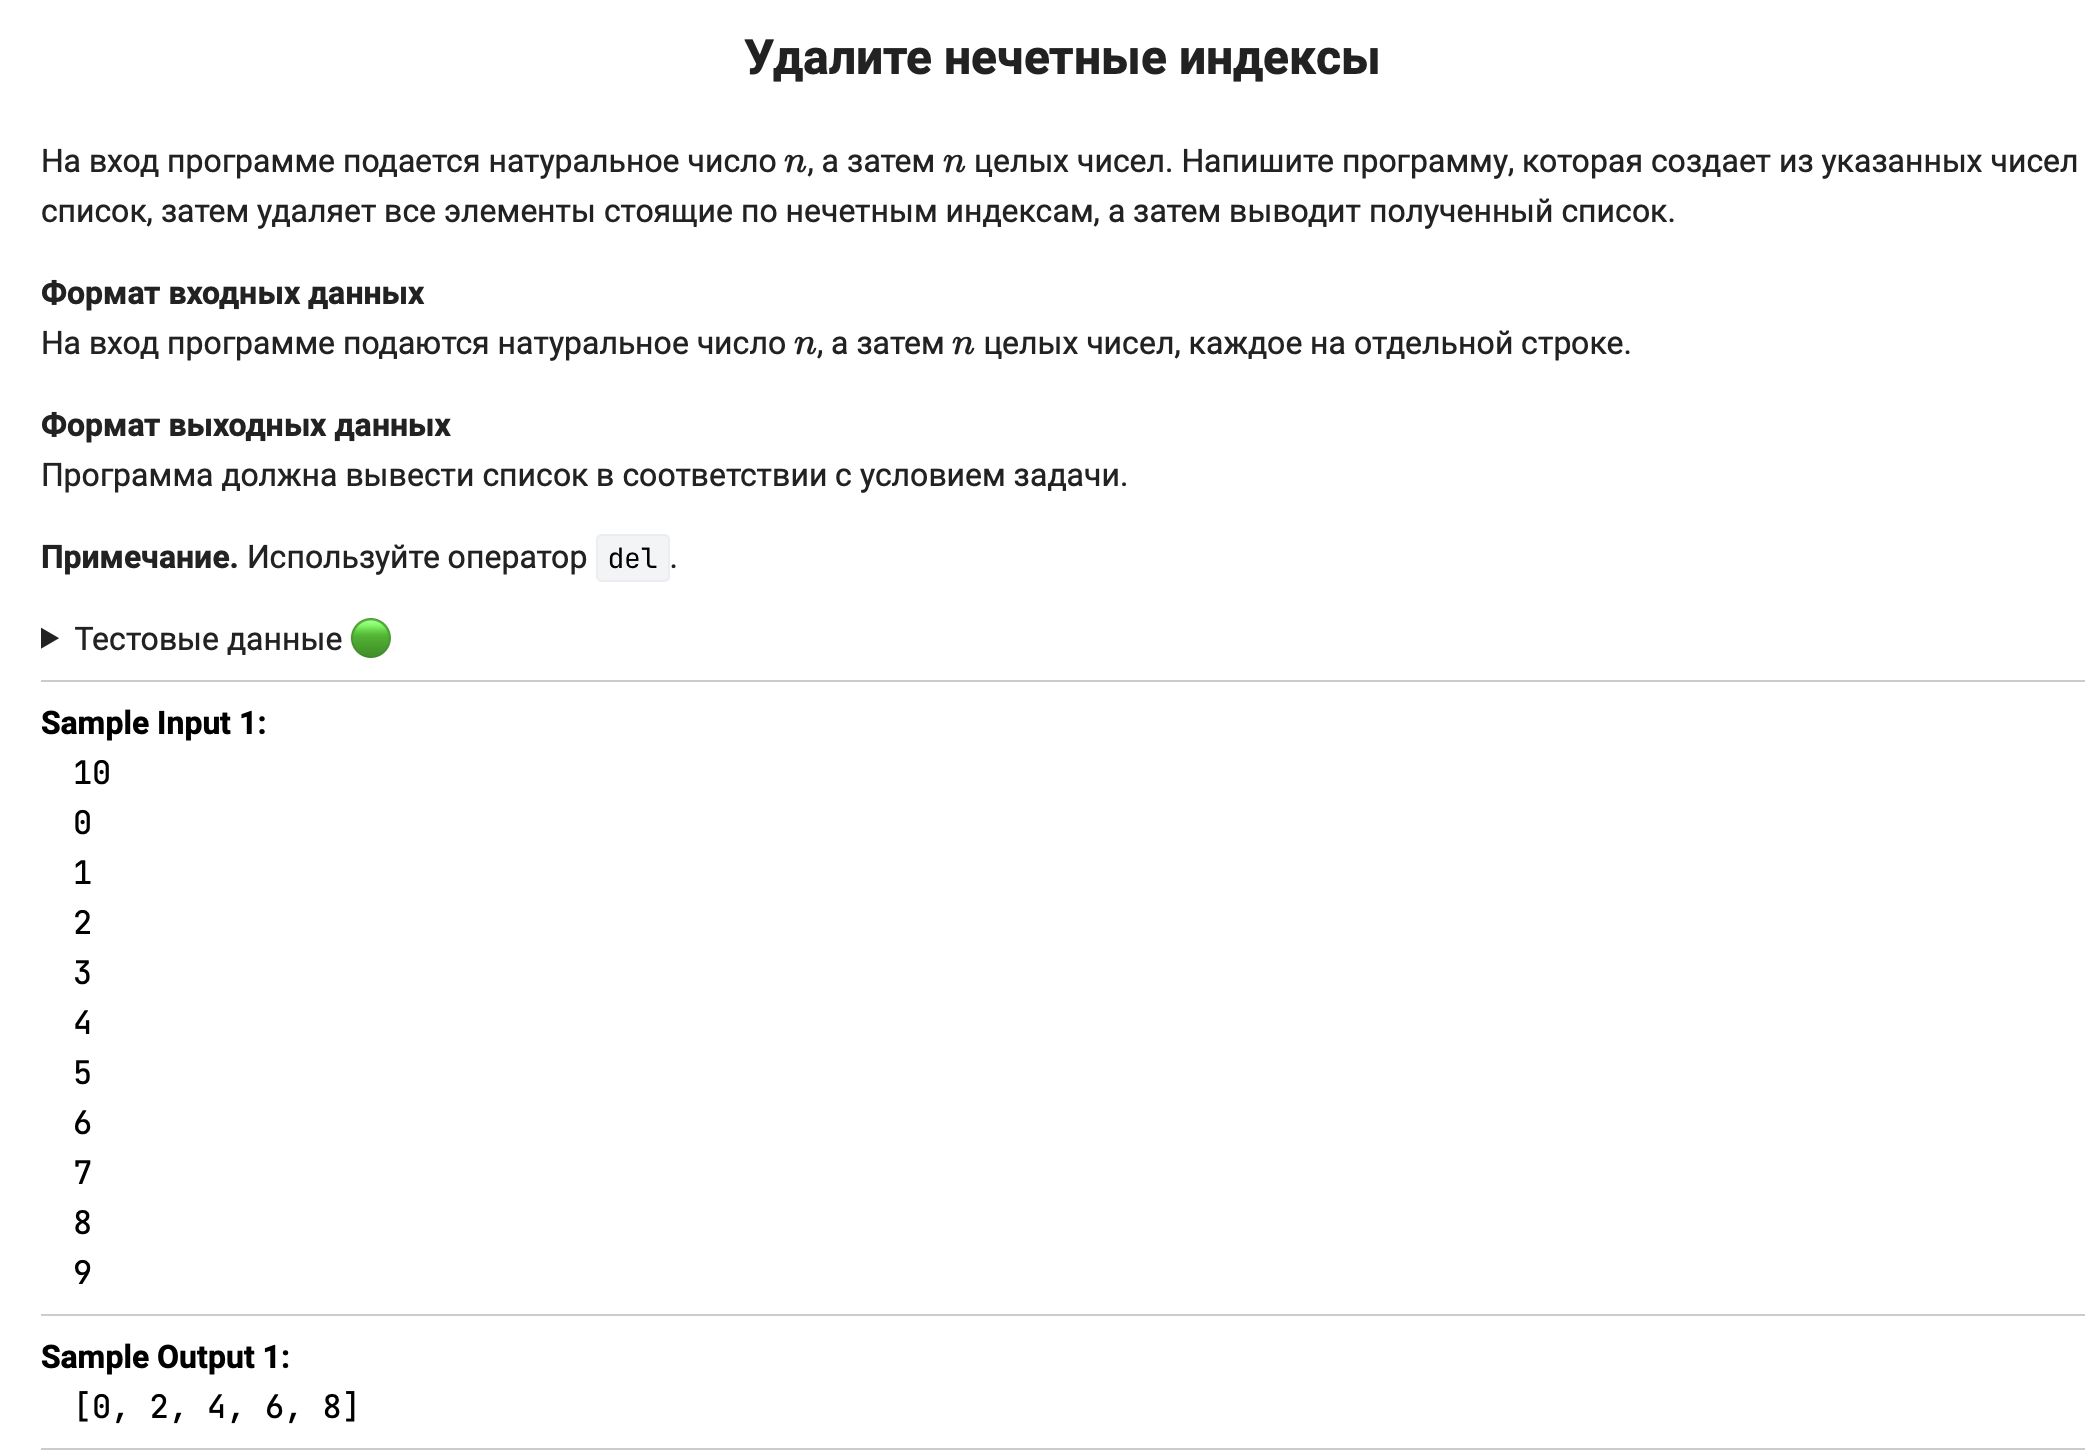 Удалите нечетные индексы
На вход программе подается натуральное число n, а затем n целых чисел. Напишите программу, которая создает из указанных чисел
список, затем удаляет все элементы стоящие по нечетным индексам, а затем выводит полученный список.
Формат входных данных
На вход программе подаются натуральное число n, а затем n целых чисел, каждое на отдельной строке.
Формат выходных данных
Программа должна вывести список в соответствии с условием задачи.
Примечание. Используйте оператор del.
Тестовые данные
Sample Input 1:
10
0
1
2
3
4
5
6
7
8
9
Sample Output 1:
[0, 2, 4, 6, 8]